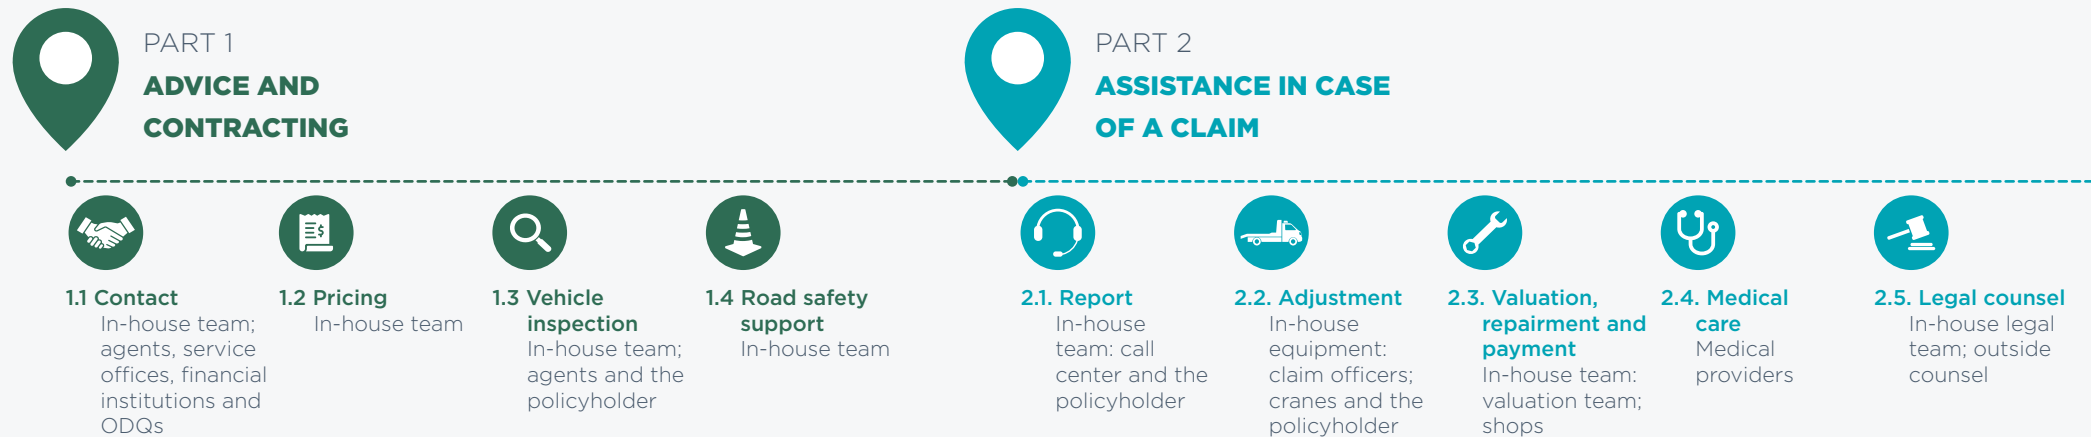 PART 1
ADVICE AND
CONTRACTING
1.1 Contact
In-house team;
agents, service
offices, financial
institutions and
ODQs
1.2 Pricing
In-house team
1.3 Vehicle
inspection
In-house team;
agents and the
policyholder
1.4 Road safety
support
In-house team
PART 2
ASSISTANCE IN CASE
OF A CLAIM
2.1. Report
In-house
team: call
center and the
policyholder
2.2. Adjustment
In-house
equipment:
claim officers;
cranes and the
policyholder
2.3. Valuation,
repairment and
payment
In-house team:
valuation team;
shops
2.4. Medical
care
Medical
providers
2.5. Legal counsel
In-house legal
team; outside
counsel